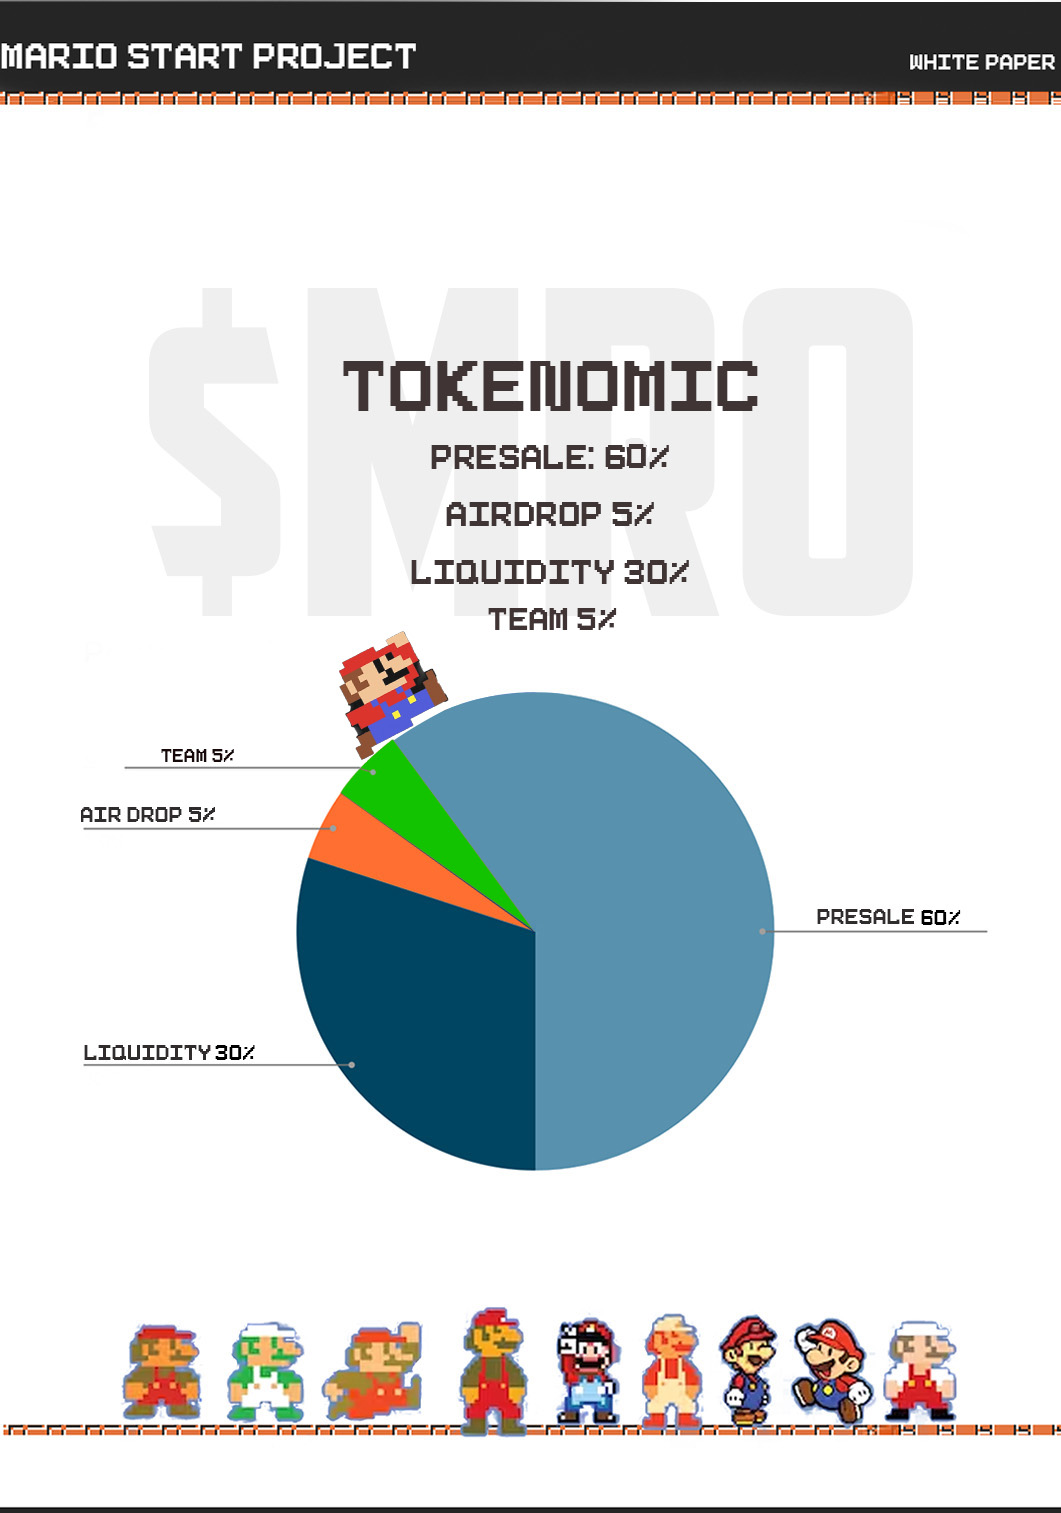 MARIO START PROJECT
WHITE PAPER
$MRO
TOKENOMIC
PRESALE: 60%
AIRDROP 5%
LIQUIDITY 30%
TEAM 5%
TEAM 5%
AIR DROP 5%
PRESALE 60%
LIQUIDITY 30%